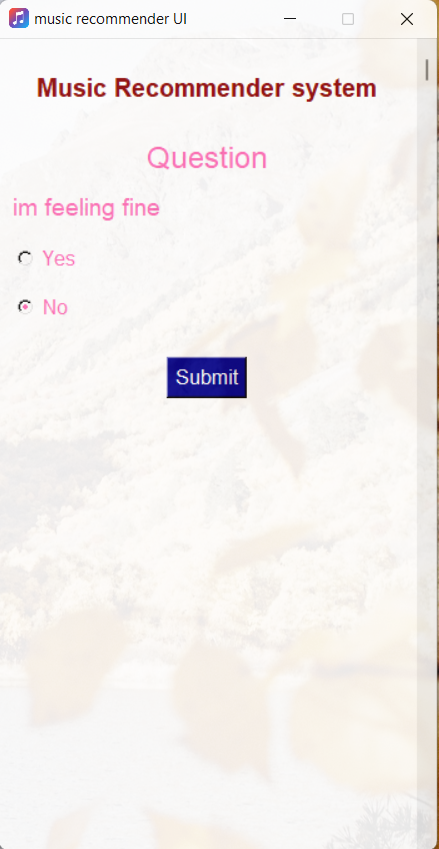 music recommender UI
Music Recommender system
Question
im feeling fine
Yes
No
Submit